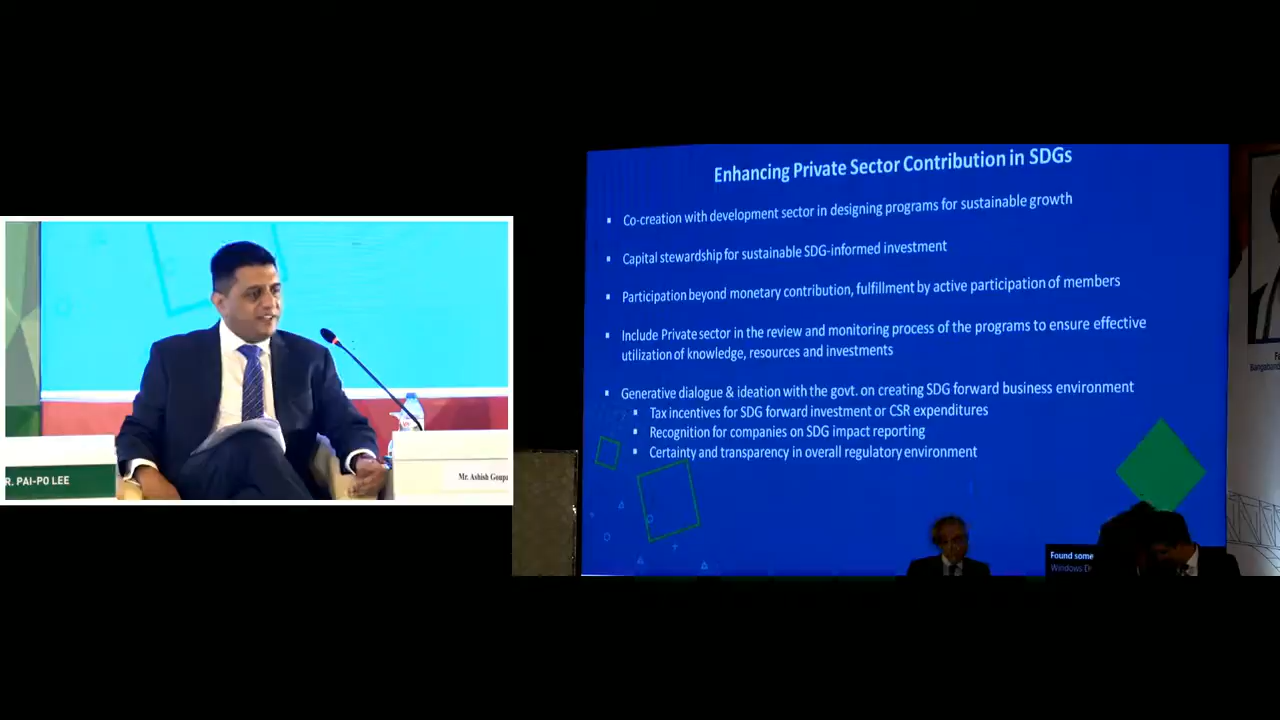 Enhancing Private Sector Contribution in SDGs
Co-creation with development sector in designing programs for sustainable growth
Capital stewardship for sustainable SDG-informed investment
Participation beyond monetary contribution, fulfillment by active participation of members
Include Private sector in the review and monitoring process of the programs to ensure effective
utilization of knowledge, resources and investments
Generative dialogue & ideation with the govt. on creating SDG forward business environment
Tax incentives for SDG forward investment or CSR expenditures
Recognition for companies on SDG impact reporting
Certainty and transparency in overall regulatory environment
Found some
Windows D
R. PAI-PO LEE
Mr. Ashish Goupa